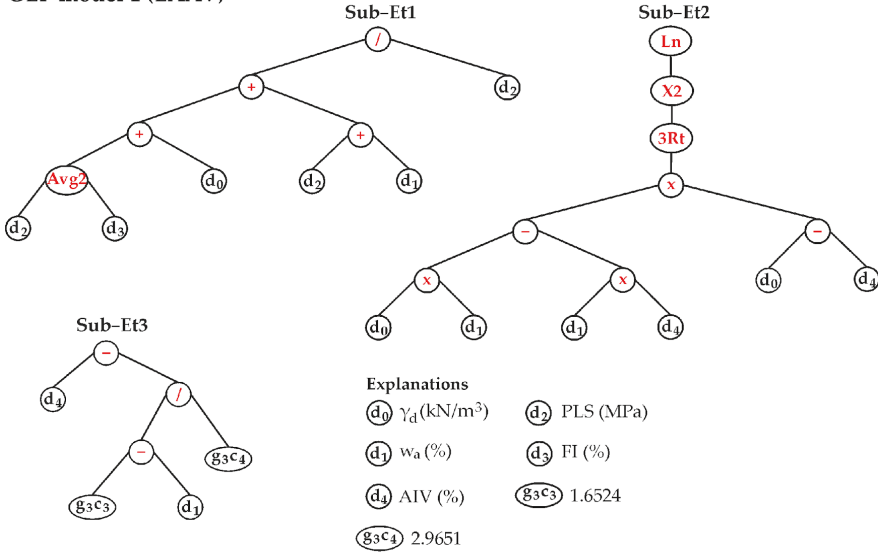 Sub–Et1
Sub–Et2
/
Ln
+
d2
X2
+
+
3Rt
Avg2
d0
d2
d1
x
d2
d3
−
−
x
x
d0
d4
d0
d1
d1
d4
Sub–Et3
−
d4
/
−
g3c4
g3c3
d1
Explanations
d0 γd (kN/m³)
d2 PLS (MPa)
d1 wa (%)
d3 FI (%)
d4 AIV (%)
g3c3 1.6524
g3c4 2.9651